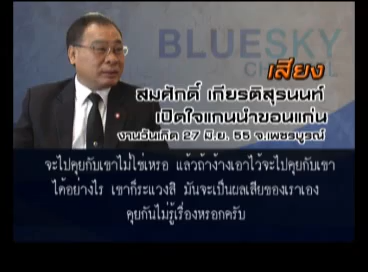 BLUESKY
CH NNEL
เสียง
สมศักดิ์ เกียรติสุรนนท์
เปิดใจแกนนำขอนแก่น
งานวันเกิด 27 มิ.ย. 55 จ.เพชรบูรณ์
จะไปคุยกับเขาไม่ใช่เหรอ แล้วถ้าง้างเอาไว้จะไปคุยกับเขา
ได้อย่างไร เขาก็ระแวงสิ มันจะเป็นผลเสียของเราเอง
คุยกันไม่รู้เรื่องหรอกครับ